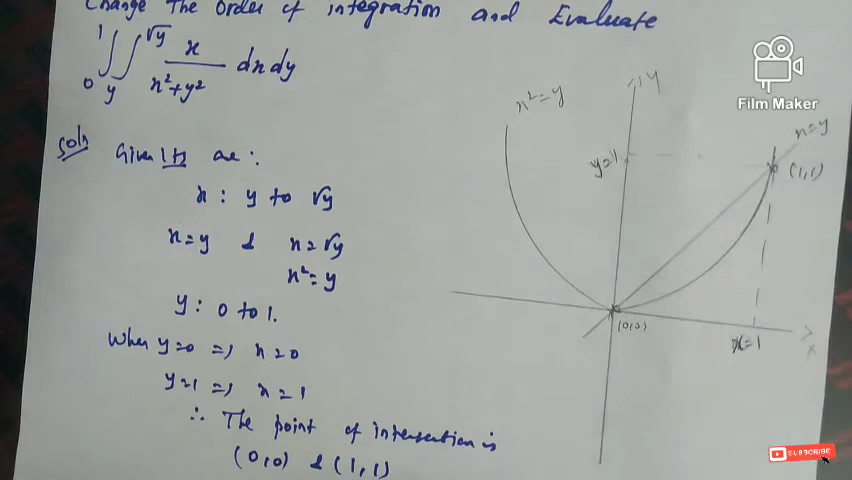 Change The order of integration and Evaluate
1 √y x
∫∫ ――― dx dy
0 y x²+y²
Soln Given lts are:
x : y to √y
x=y & x=√y
x²=y
y: 0 to 1.
When y=0 => x=0
y=1 => x=1
∴ The point of intersection is
(0,0) & (1,1)
x²=y
y
x=y
y=1
(1,1)
(0,0)
x=1
x
Film Maker
SUBSCRIBE